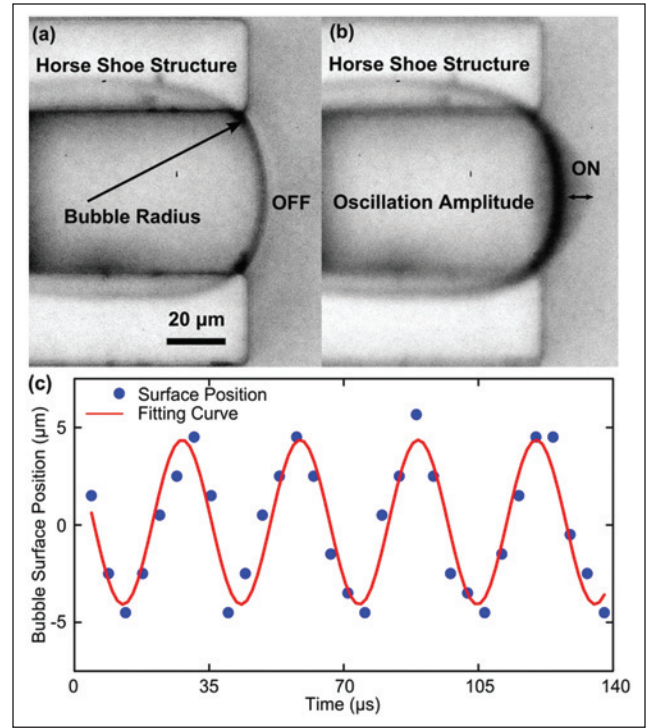 (a)
Horse Shoe Structure
Bubble Radius
OFF
20 µm
(b)
Horse Shoe Structure
ON
Oscillation Amplitude
(c)
Surface Position
Fitting Curve
Bubble Surface Position (µm)
5
0
-5
0
35
70
105
140
Time (µs)